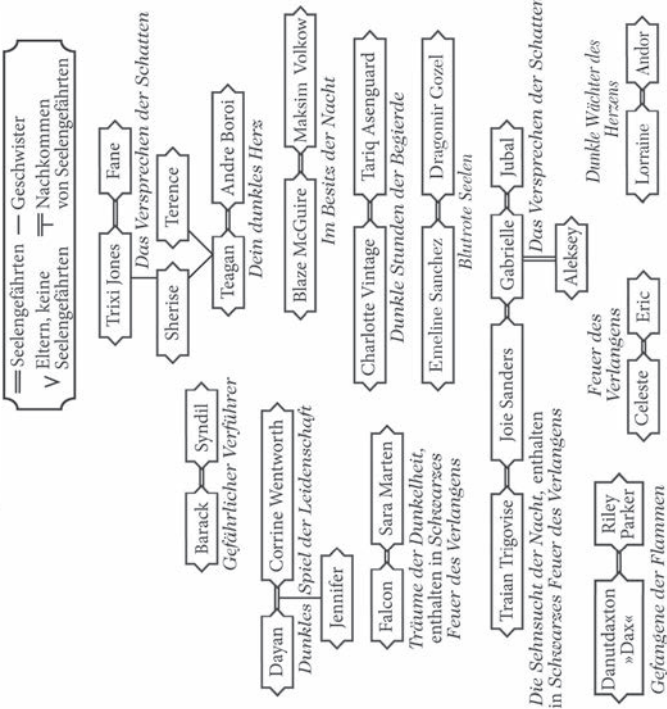 Seelengefährten
Geschwister
Eltern, keine
Seelengefährten
Nachkommen
von Seelengefährten
Trixi Jones
Fane
Das Versprechen der Schatten
Sherise
Terence
Teagan
Andre Boroi
Dein dunkles Herz
Barack
Syndil
Gefährlicher Verführer
Blaze McGuire
Maksim Volkow
Im Besitz der Nacht
Dayan
Corrine Wentworth
Dunkles Spiel der Leidenschaft
Jennifer
Charlotte Vintage
Tariq Asenguard
Dunkle Stunden der Begierde
Falcon
Sara Marten
Träume der Dunkelheit,
enthalten in Schwarzes
Feuer des Verlangens
Emeline Sanchez
Dragomir Gozel
Blutrote Seelen
Traian Trigovise
Joie Sanders
Gabrielle
Jubal
Die Sehnsucht der Nacht, enthalten
in Schwarzes Feuer des Verlangens
Das Versprechen der Schatten
Aleksey
Danutdaxton
»Dax«
Riley
Parker
Gefangene der Flammen
Feuer des
Verlangens
Celeste
Eric
Dunkle Wächter des
Herzens
Lorraine
Andor